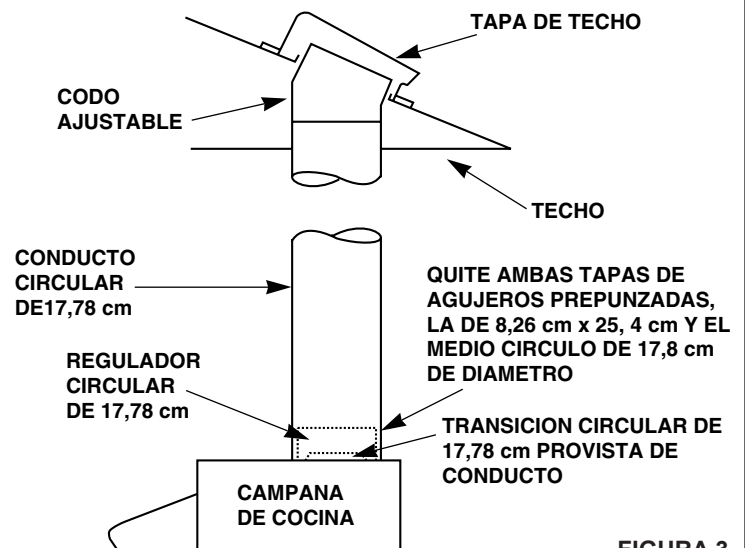 TAPA DE TECHO
CODO
AJUSTABLE
TECHO
CONDUCTO
CIRCULAR
DE17,78 cm
QUITE AMBAS TAPAS DE
AGUJEROS PREPUNZADAS,
LA DE 8,26 cm x 25, 4 cm Y EL
MEDIO CIRCULO DE 17,8 cm
DE DIAMETRO
REGULADOR
CIRCULAR
DE 17,78 cm
TRANSICION CIRCULAR DE
17,78 cm PROVISTA DE
CONDUCTO
CAMPANA
DE COCINA
FIGURA 3